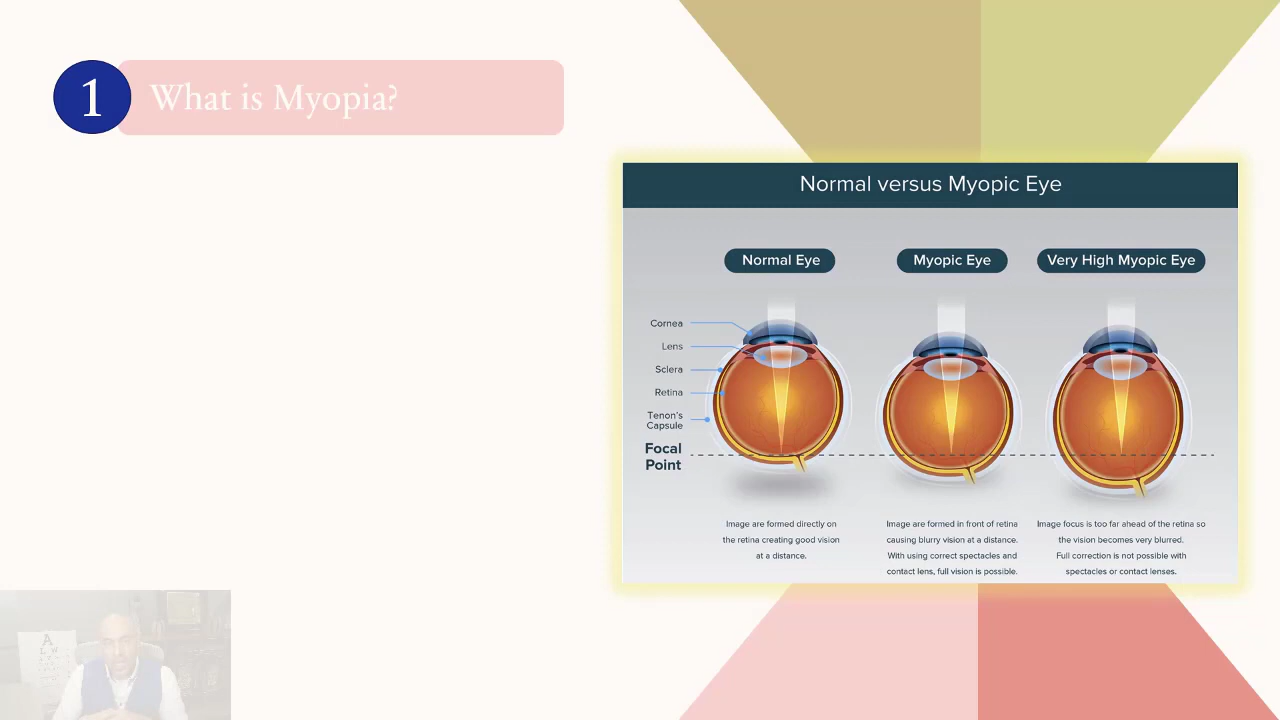 1
What is Myopia?
Normal versus Myopic Eye
Normal Eye
Myopic Eye
Very High Myopic Eye
Cornea
Lens
Sclera
Retina
Tenon's
Capsule
Focal
Point
Image are formed directly on
the retina creating good vision
at a distance.
Image are formed in front of retina
causing blurry vision at a distance.
With using correct spectacles and
contact lens, full vision is possible.
Image focus is too far ahead of the retina so
the vision becomes very blurred.
Full correction is not possible with
spectacles or contact lenses.
A